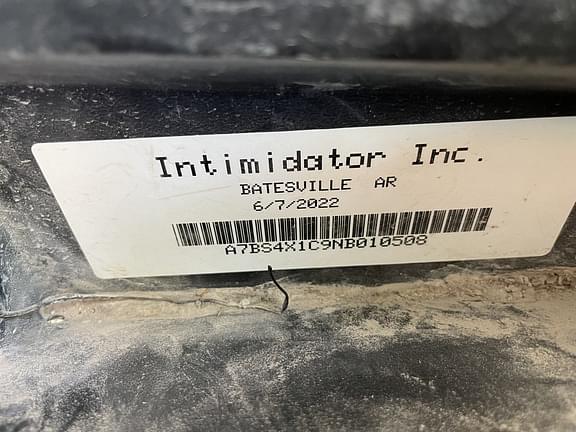 Intimidator Inc.
BATESVILLE AR
6/7/2022
A7BS4X1C9NB010508